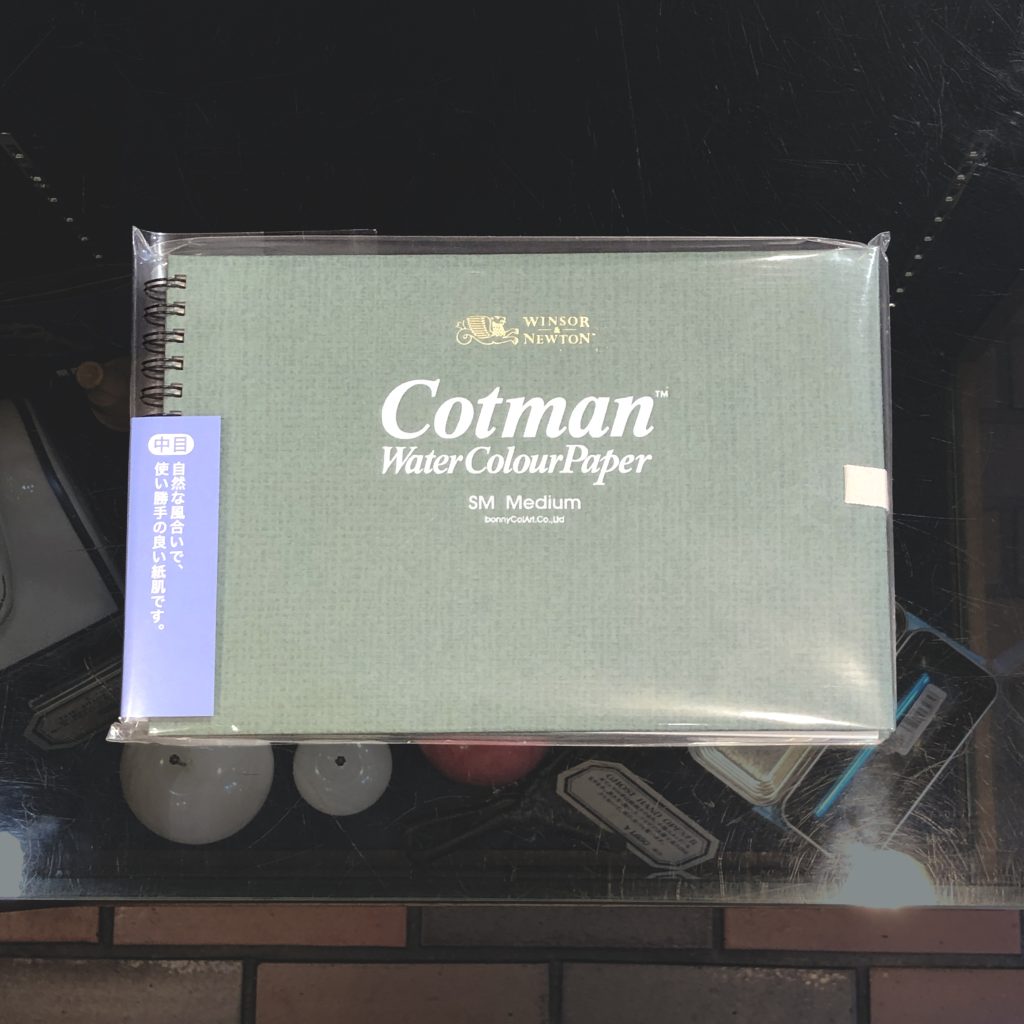 WINSOR
&
NEWTON
Cotman™
Water Colour Paper
SM Medium
bonnyColArt.Co.,Ltd
中目
自然な風合いで、
使い勝手の良い紙肌です。